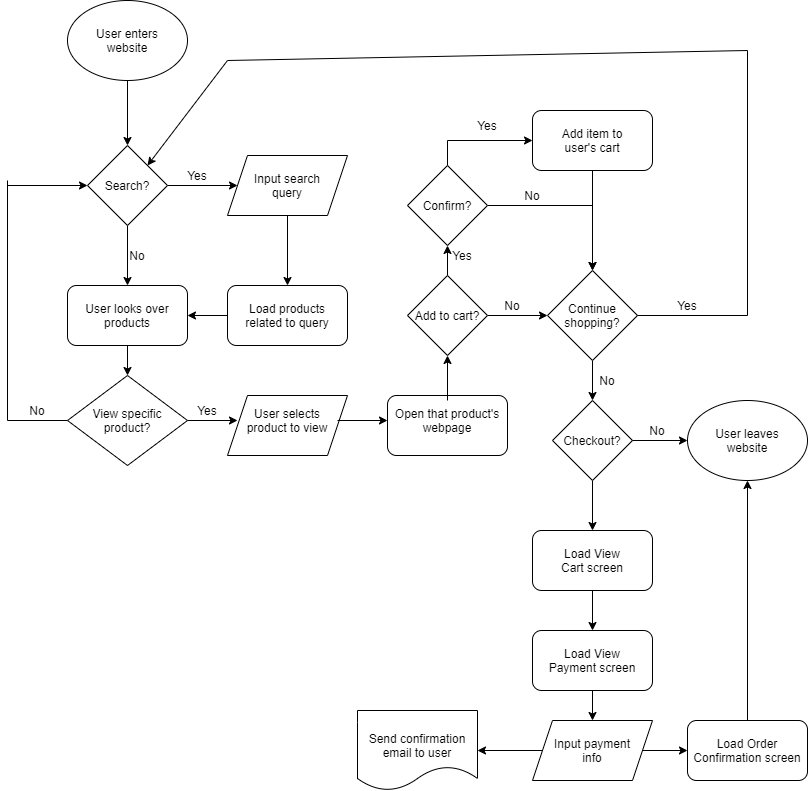 User enters
website
Search?
Yes
Input search
query
No
User looks over
products
Load products
related to query
View specific
product?
No
Yes
User selects
product to view
Open that product's
webpage
Add to cart?
Yes
No
Confirm?
Yes
No
Add item to
user's cart
Continue
shopping?
Yes
No
Checkout?
No
User leaves
website
Load View
Cart screen
Load View
Payment screen
Input payment
info
Send confirmation
email to user
Load Order
Confirmation screen